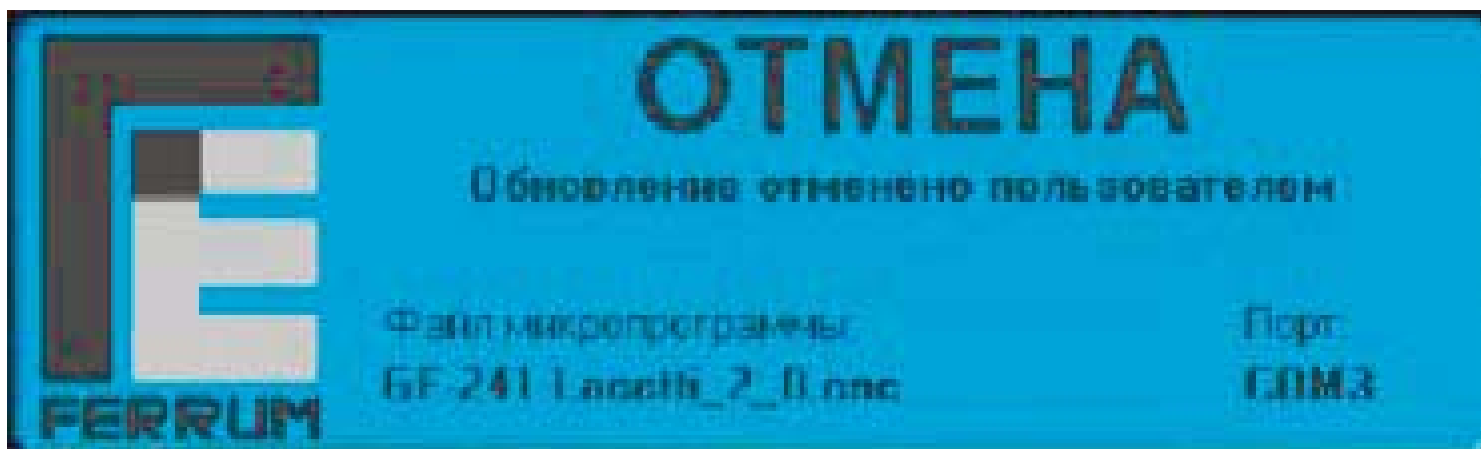 ОТМЕНА
Обновление отменено пользователем
Файл микропрограммы
Порт
COM3
FERRUM